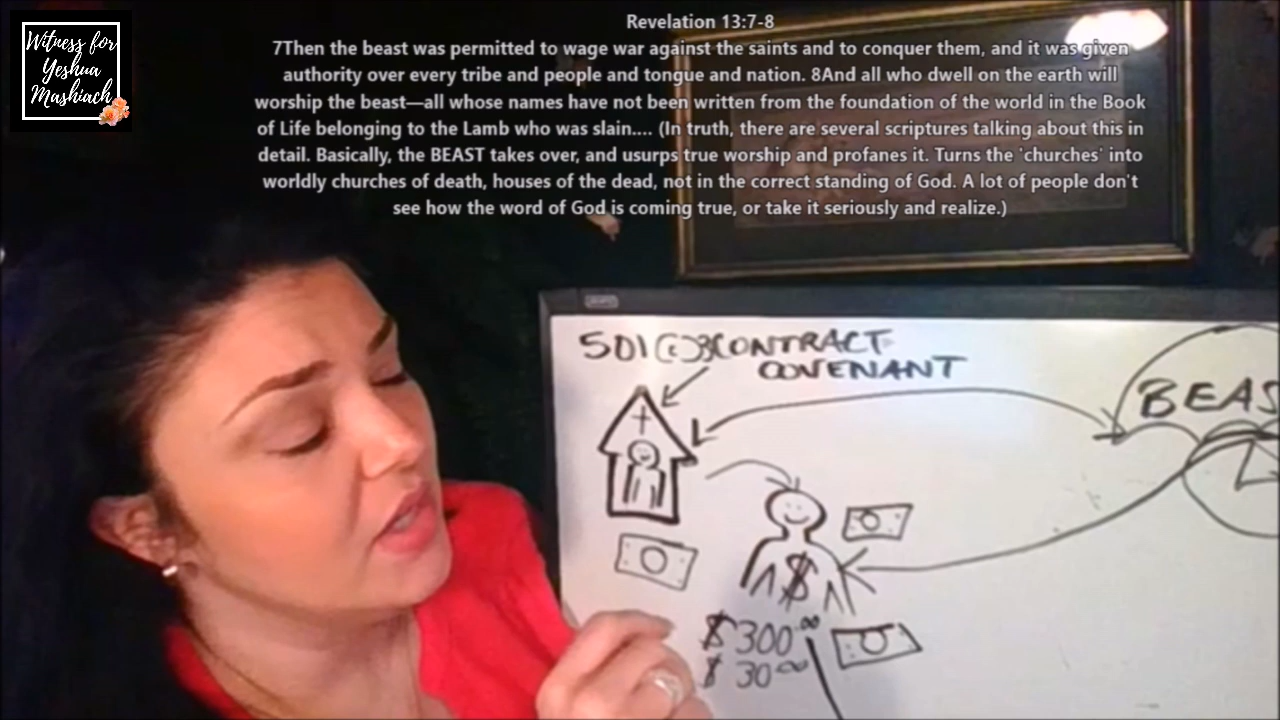 Witness for
Yeshua
Mashiach
Revelation 13:7-8
7Then the beast was permitted to wage war against the saints and to conquer them, and it was given
authority over every tribe and people and tongue and nation. 8And all who dwell on the earth will
worship the beast—all whose names have not been written from the foundation of the world in the Book
of Life belonging to the Lamb who was slain.... (In truth, there are several scriptures talking about this in
detail. Basically, the BEAST takes over, and usurps true worship and profanes it. Turns the 'churches' into
worldly churches of death, houses of the dead, not in the correct standing of God. A lot of people don't
see how the word of God is coming true, or take it seriously and realize.)
501(c)3CONTRACT
COVENANT
BEAS
$
$300.00
$30.00